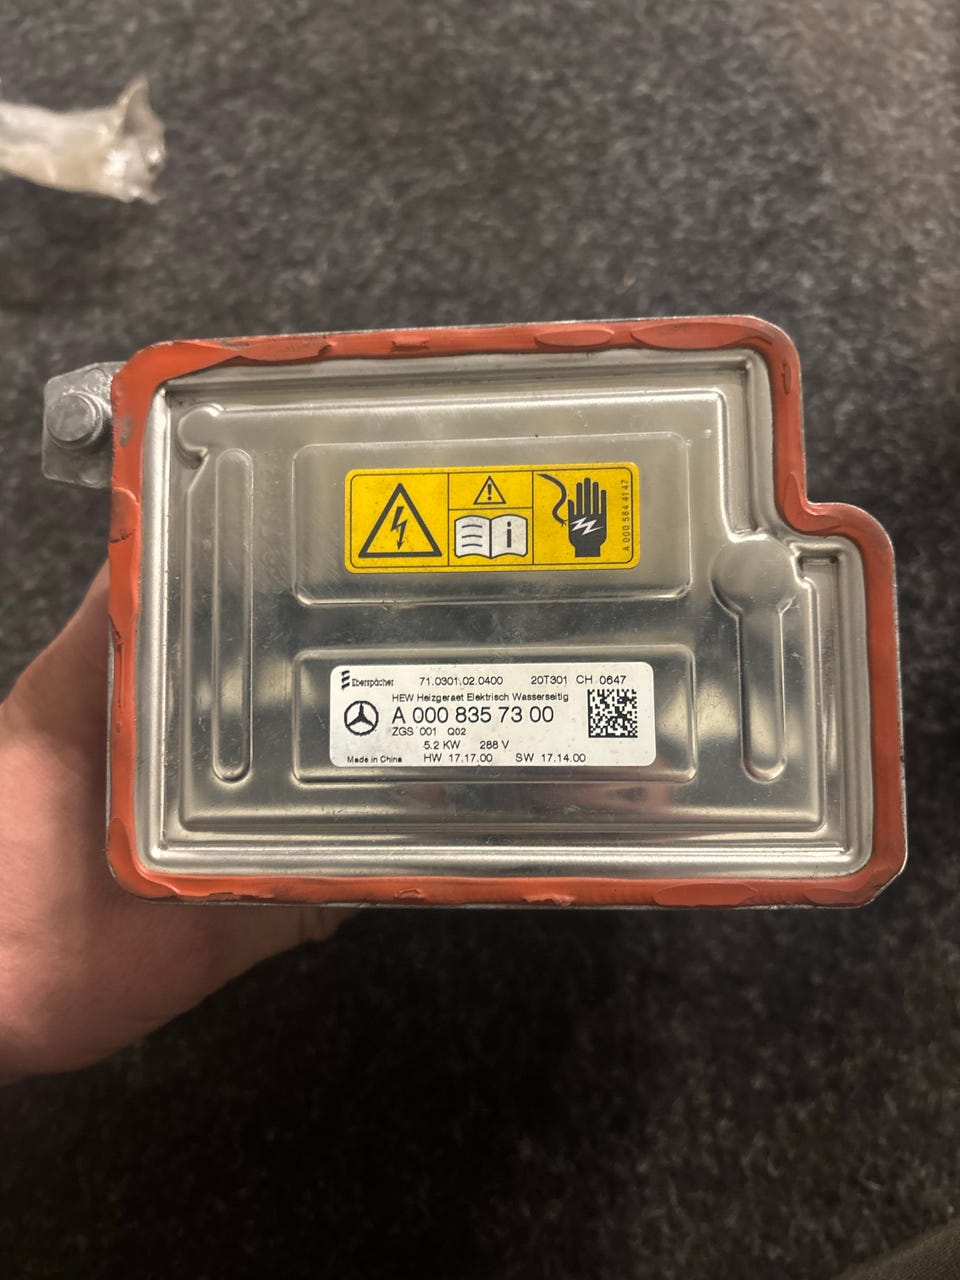 A 000 584 41 47
i
Eberspächer 71.0301.02.0400 20T301 CH 0647
HEW Heizgeraet Elektrisch Wasserseitig
A 000 835 73 00
ZGS 001 Q02
5.2 KW 288 V
Made in China HW 17.17.00 SW 17.14.00